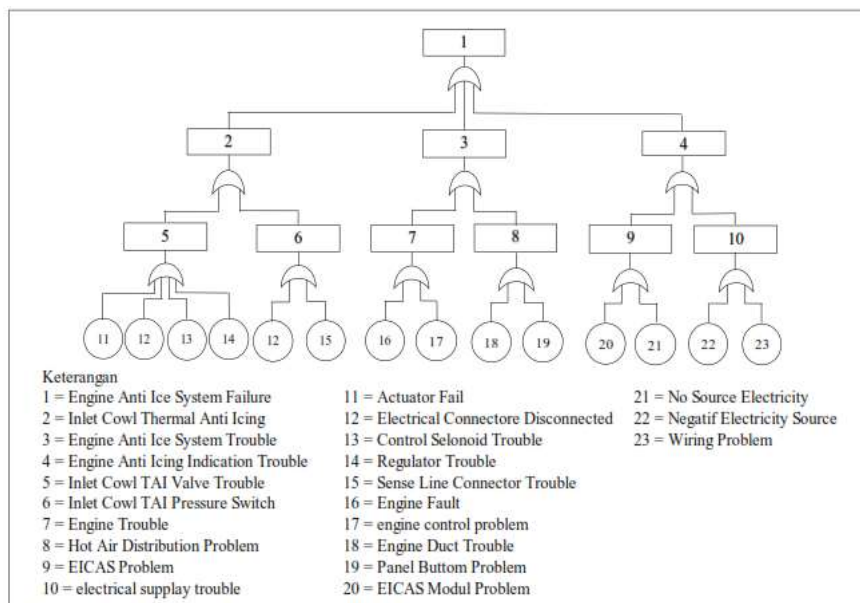 1
2
3
4
5
6
7
8
9
10
11
12
13
14
12
15
16
17
18
19
20
21
22
23
Keterangan
1 = Engine Anti Ice System Failure
2 = Inlet Cowl Thermal Anti Icing
3 = Engine Anti Ice System Trouble
4 = Engine Anti Icing Indication Trouble
5 = Inlet Cowl TAI Valve Trouble
6 = Inlet Cowl TAI Pressure Switch
7 = Engine Trouble
8 = Hot Air Distribution Problem
9 = EICAS Problem
10 = electrical supplay trouble
11 = Actuator Fail
12 = Electrical Connectore Disconnected
13 = Control Selonoid Trouble
14 = Regulator Trouble
15 = Sense Line Connector Trouble
16 = Engine Fault
17 = engine control problem
18 = Engine Duct Trouble
19 = Panel Buttom Problem
20 = EICAS Modul Problem
21 = No Source Electricity
22 = Negatif Electricity Source
23 = Wiring Problem